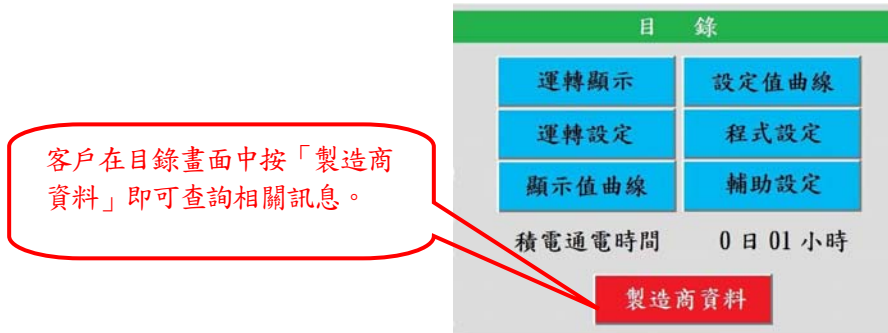 目 錄
運轉顯示 設定值曲線
運轉設定 程式設定
顯示值曲線 輔助設定
積電通電時間 0 日 01 小時
製造商資料
客戶在目錄畫面中按「製造商
資料」即可查詢相關訊息。